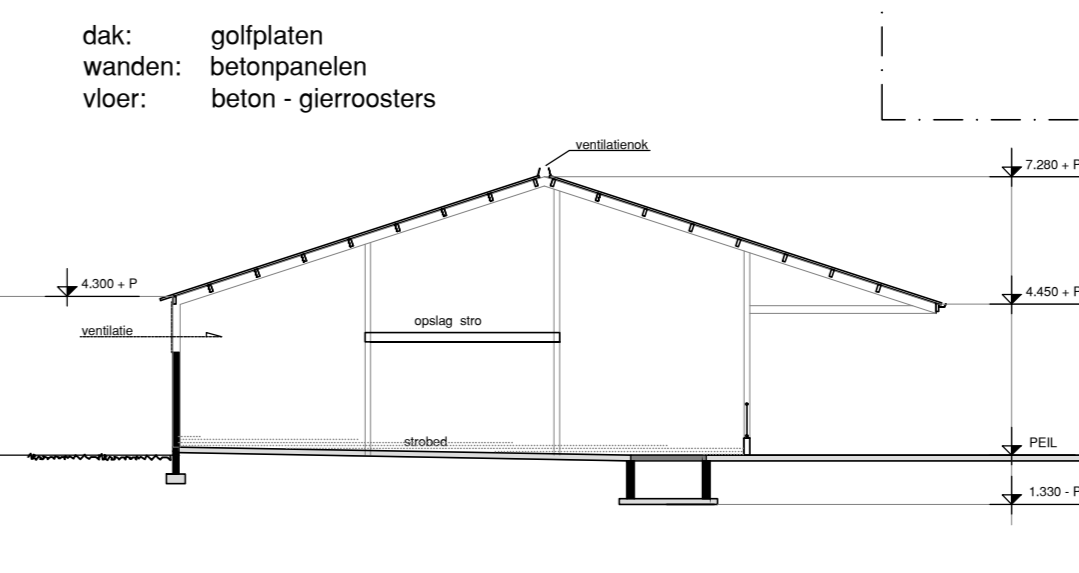 dak: golfplaten
wanden: betonpanelen
vloer: beton - gierroosters
ventilatienok
7.280 + P
4.300 + P
4.450 + P
opslag stro
ventilatie
strobed
PEIL
1.330 - P